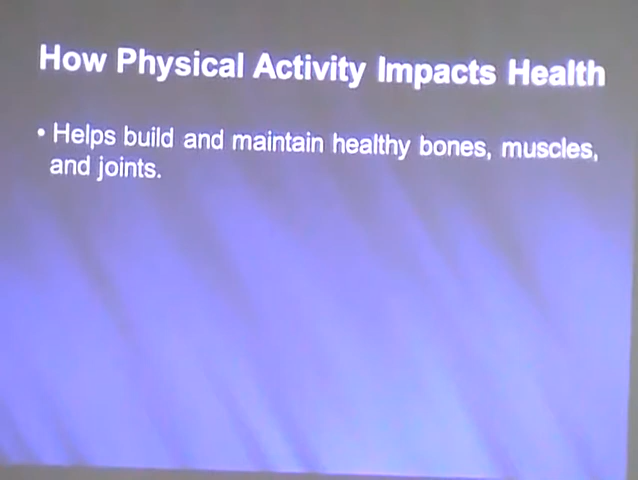 How Physical Activity Impacts Health
• Helps build and maintain healthy bones, muscles,
and joints.